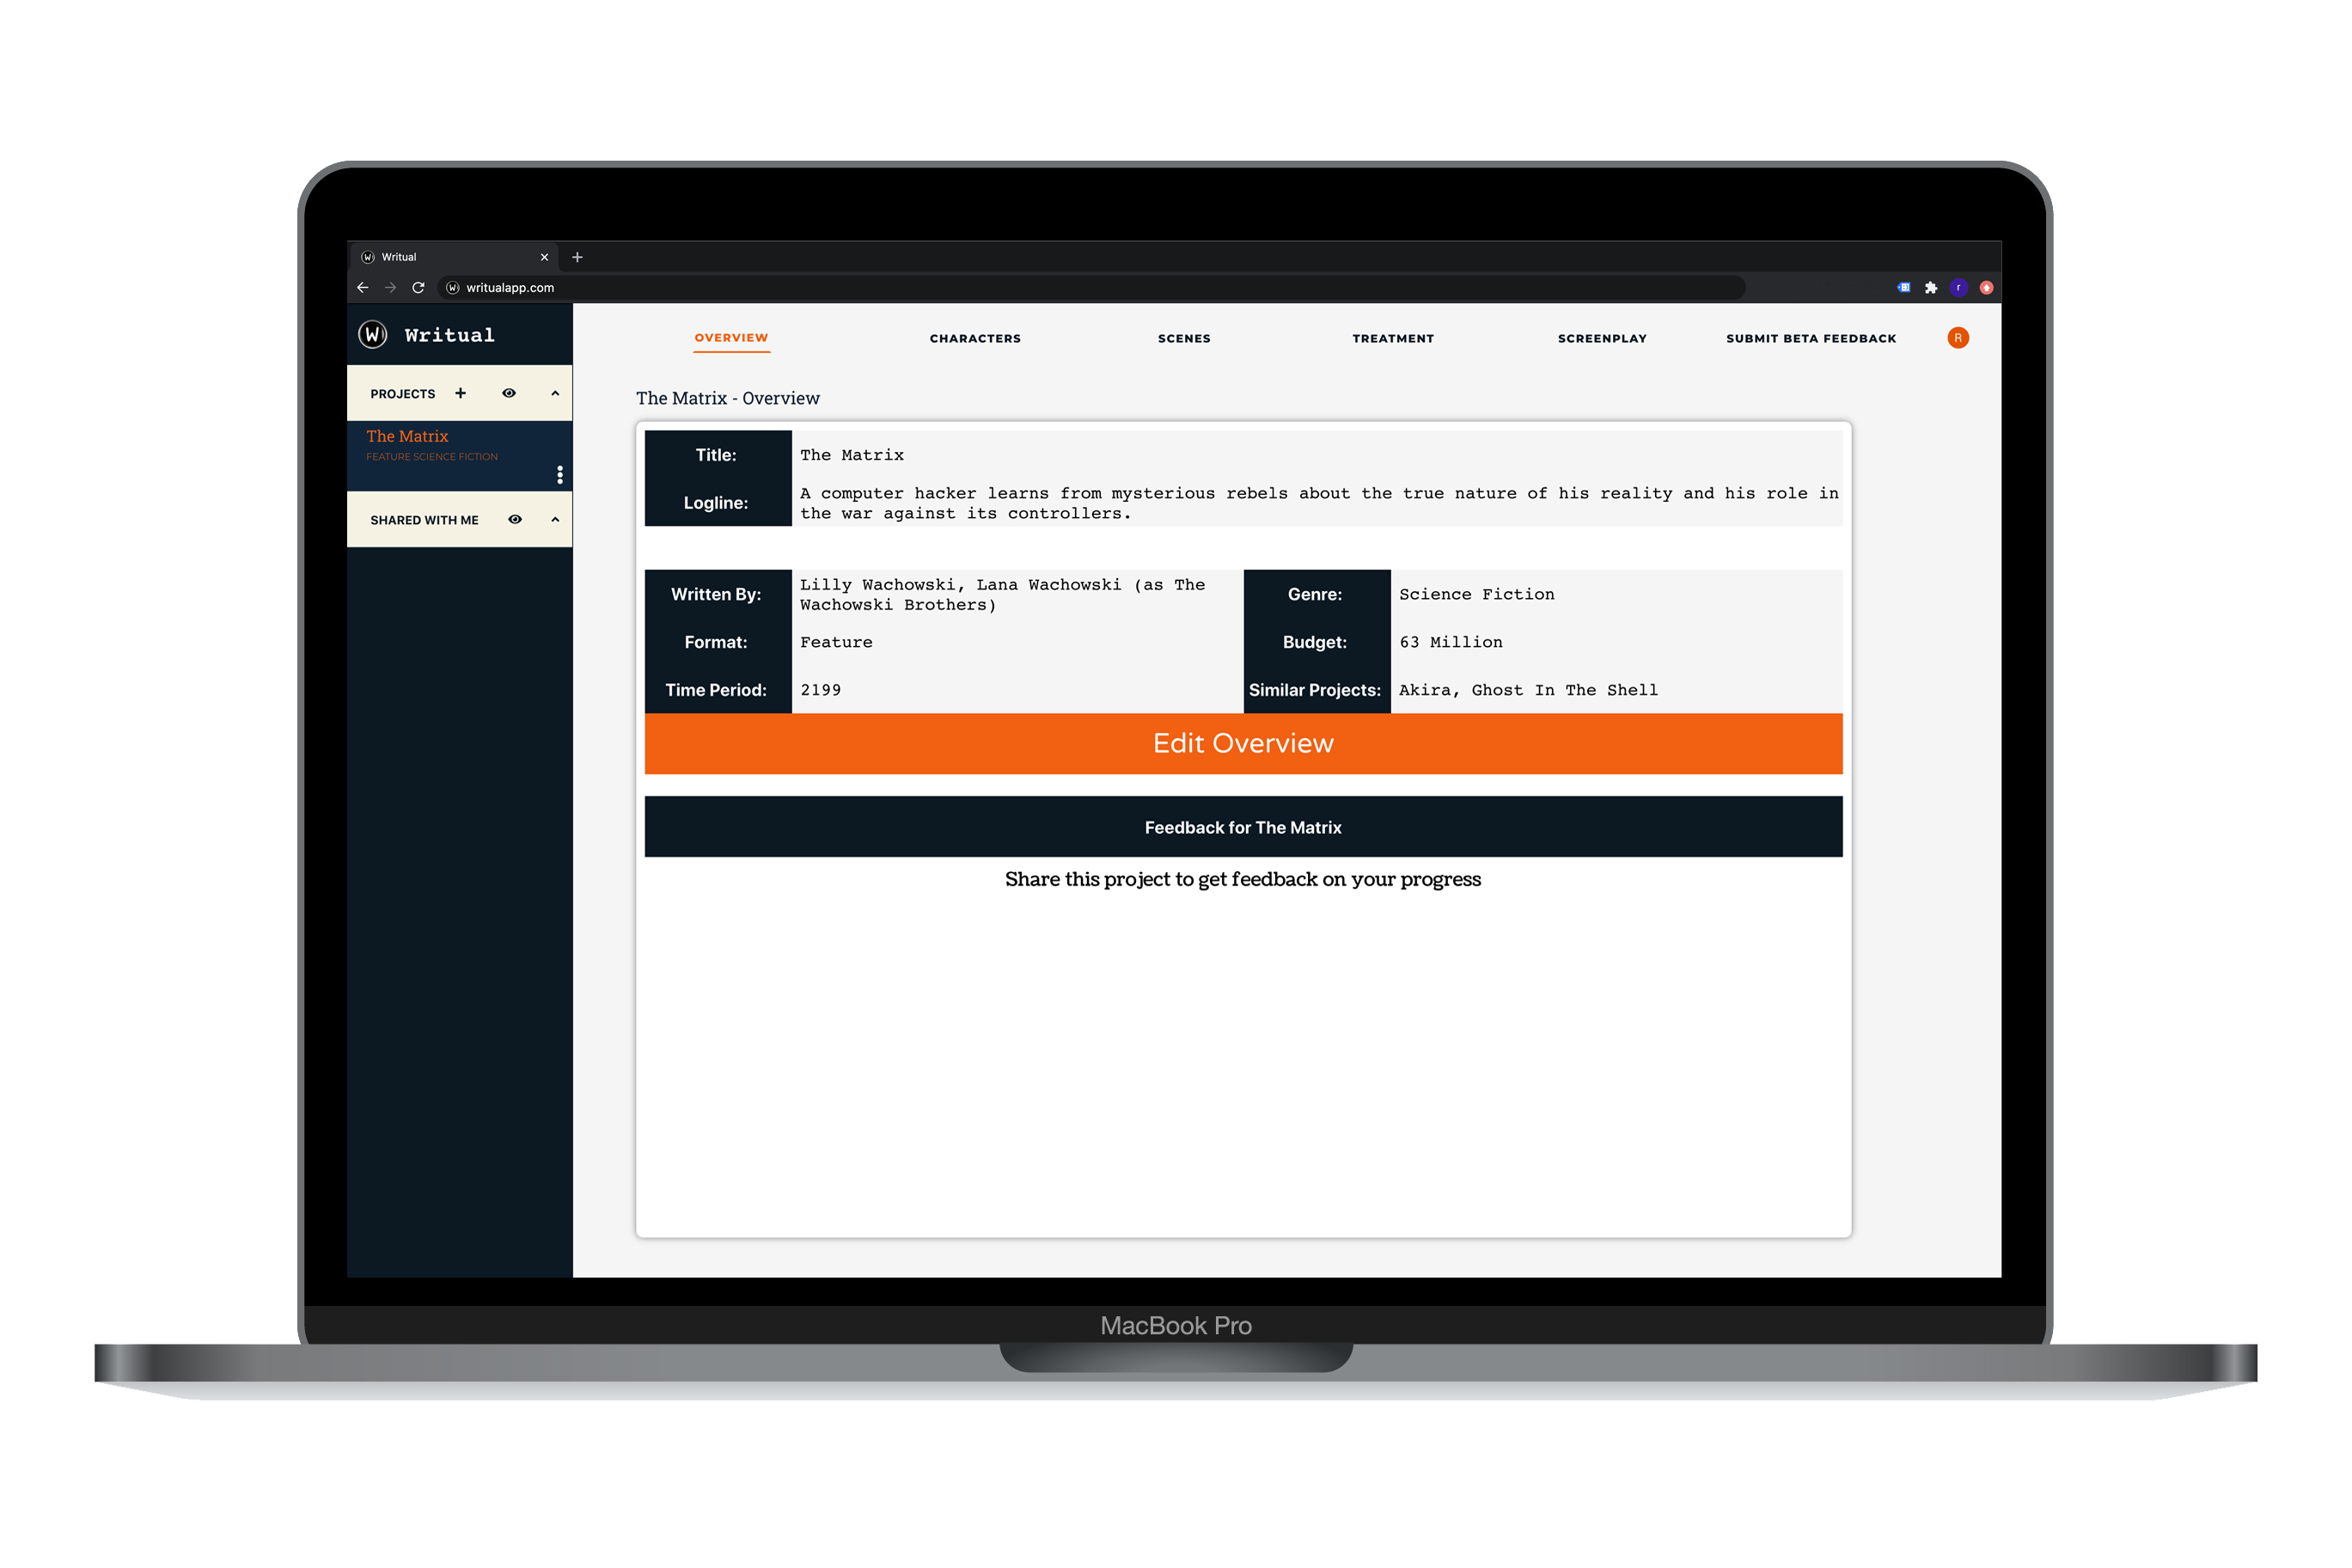 Writual
writualapp.com
W Writual
OVERVIEW CHARACTERS SCENES TREATMENT SCREENPLAY SUBMIT BETA FEEDBACK R
PROJECTS
The Matrix
FEATURE SCIENCE FICTION
SHARED WITH ME
The Matrix - Overview
Title: The Matrix
Logline: A computer hacker learns from mysterious rebels about the true nature of his reality and his role in
the war against its controllers.
Written By: Lilly Wachowski, Lana Wachowski (as The
Wachowski Brothers)
Genre: Science Fiction
Format: Feature
Budget: 63 Million
Time Period: 2199
Similar Projects: Akira, Ghost In The Shell
Edit Overview
Feedback for The Matrix
Share this project to get feedback on your progress
MacBook Pro